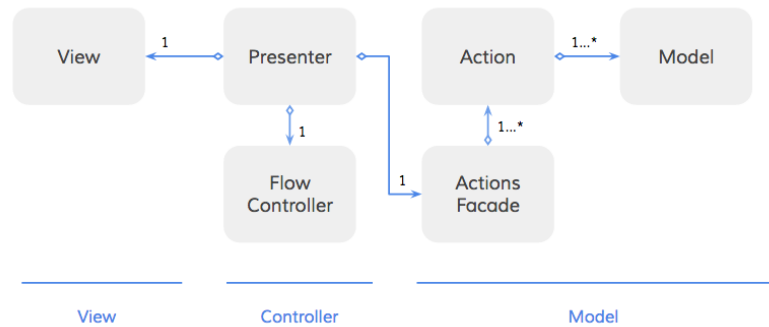 View
1
Presenter
Action
1...*
Model
1
1...*
Flow
Controller
1
Actions
Facade
View
Controller
Model